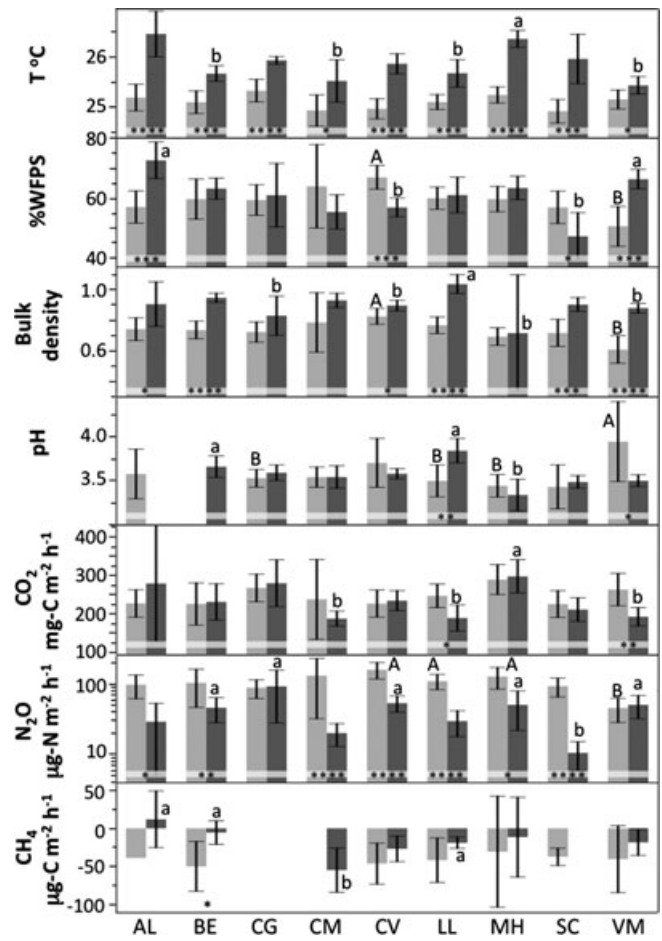 T °C
26
25
b
b
b
a
b
• • • •
• • •
• • • •
•
• • •
• •
• • • •
• • •
•
%WFPS
80
60
40
a
A
b
b
B
a
• • •
• • •
•
• • •
Bulk density
1.0
0.6
b
A
b
a
b
B
b
•
• • • •
•
• • • •
• • •
• • • •
pH
4.0
3.5
a
B
B
a
B
b
A
• •
•
CO2
mg-C m-2 h-1
400
300
200
100
b
b
a
b
•
• •
N2O
µg-N m-2 h-1
100
10
a
a
A
a
A
A
a
b
B
a
•
• •
• • • •
• • •
• • • •
•
• • • •
CH4
µg-C m-2 h-1
50
0
-50
-100
a
a
b
a
•
AL BE CG CM CV LL MH SC VM